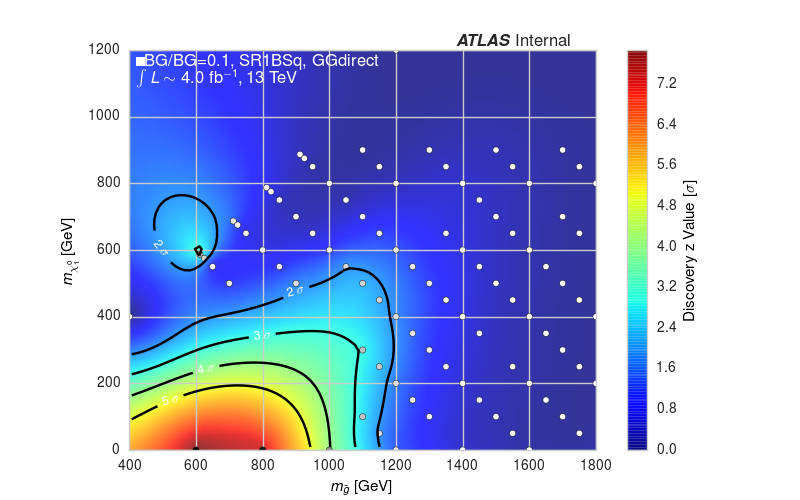 ATLAS Internal
■BG/BG=0.1, SR1BSq, GGdirect
∫ L ∼ 4.0 fb⁻¹, 13 TeV
1200
1000
800
600
400
200
0
400 600 800 1000 1200 1400 1600 1800
m_g̃ [GeV]
m_χ̃₁⁰ [GeV]
2 σ
2 σ
3 σ
4 σ
5 σ
7.2
6.4
5.6
4.8
4.0
3.2
2.4
1.6
0.8
0.0
Discovery z Value [σ]